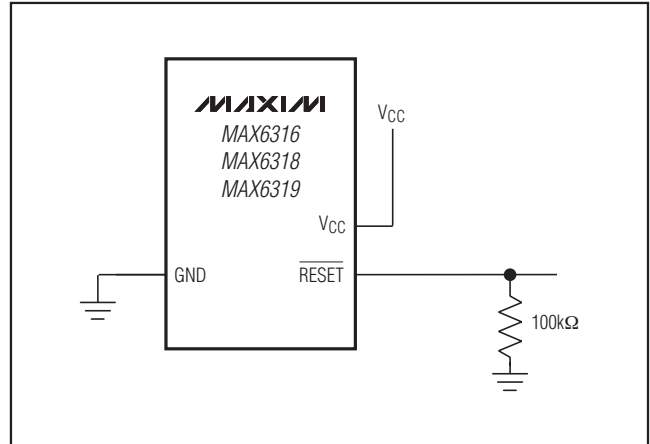 MAXIM
MAX6316
MAX6318
MAX6319
VCC
VCC
GND
RESET
100kΩ